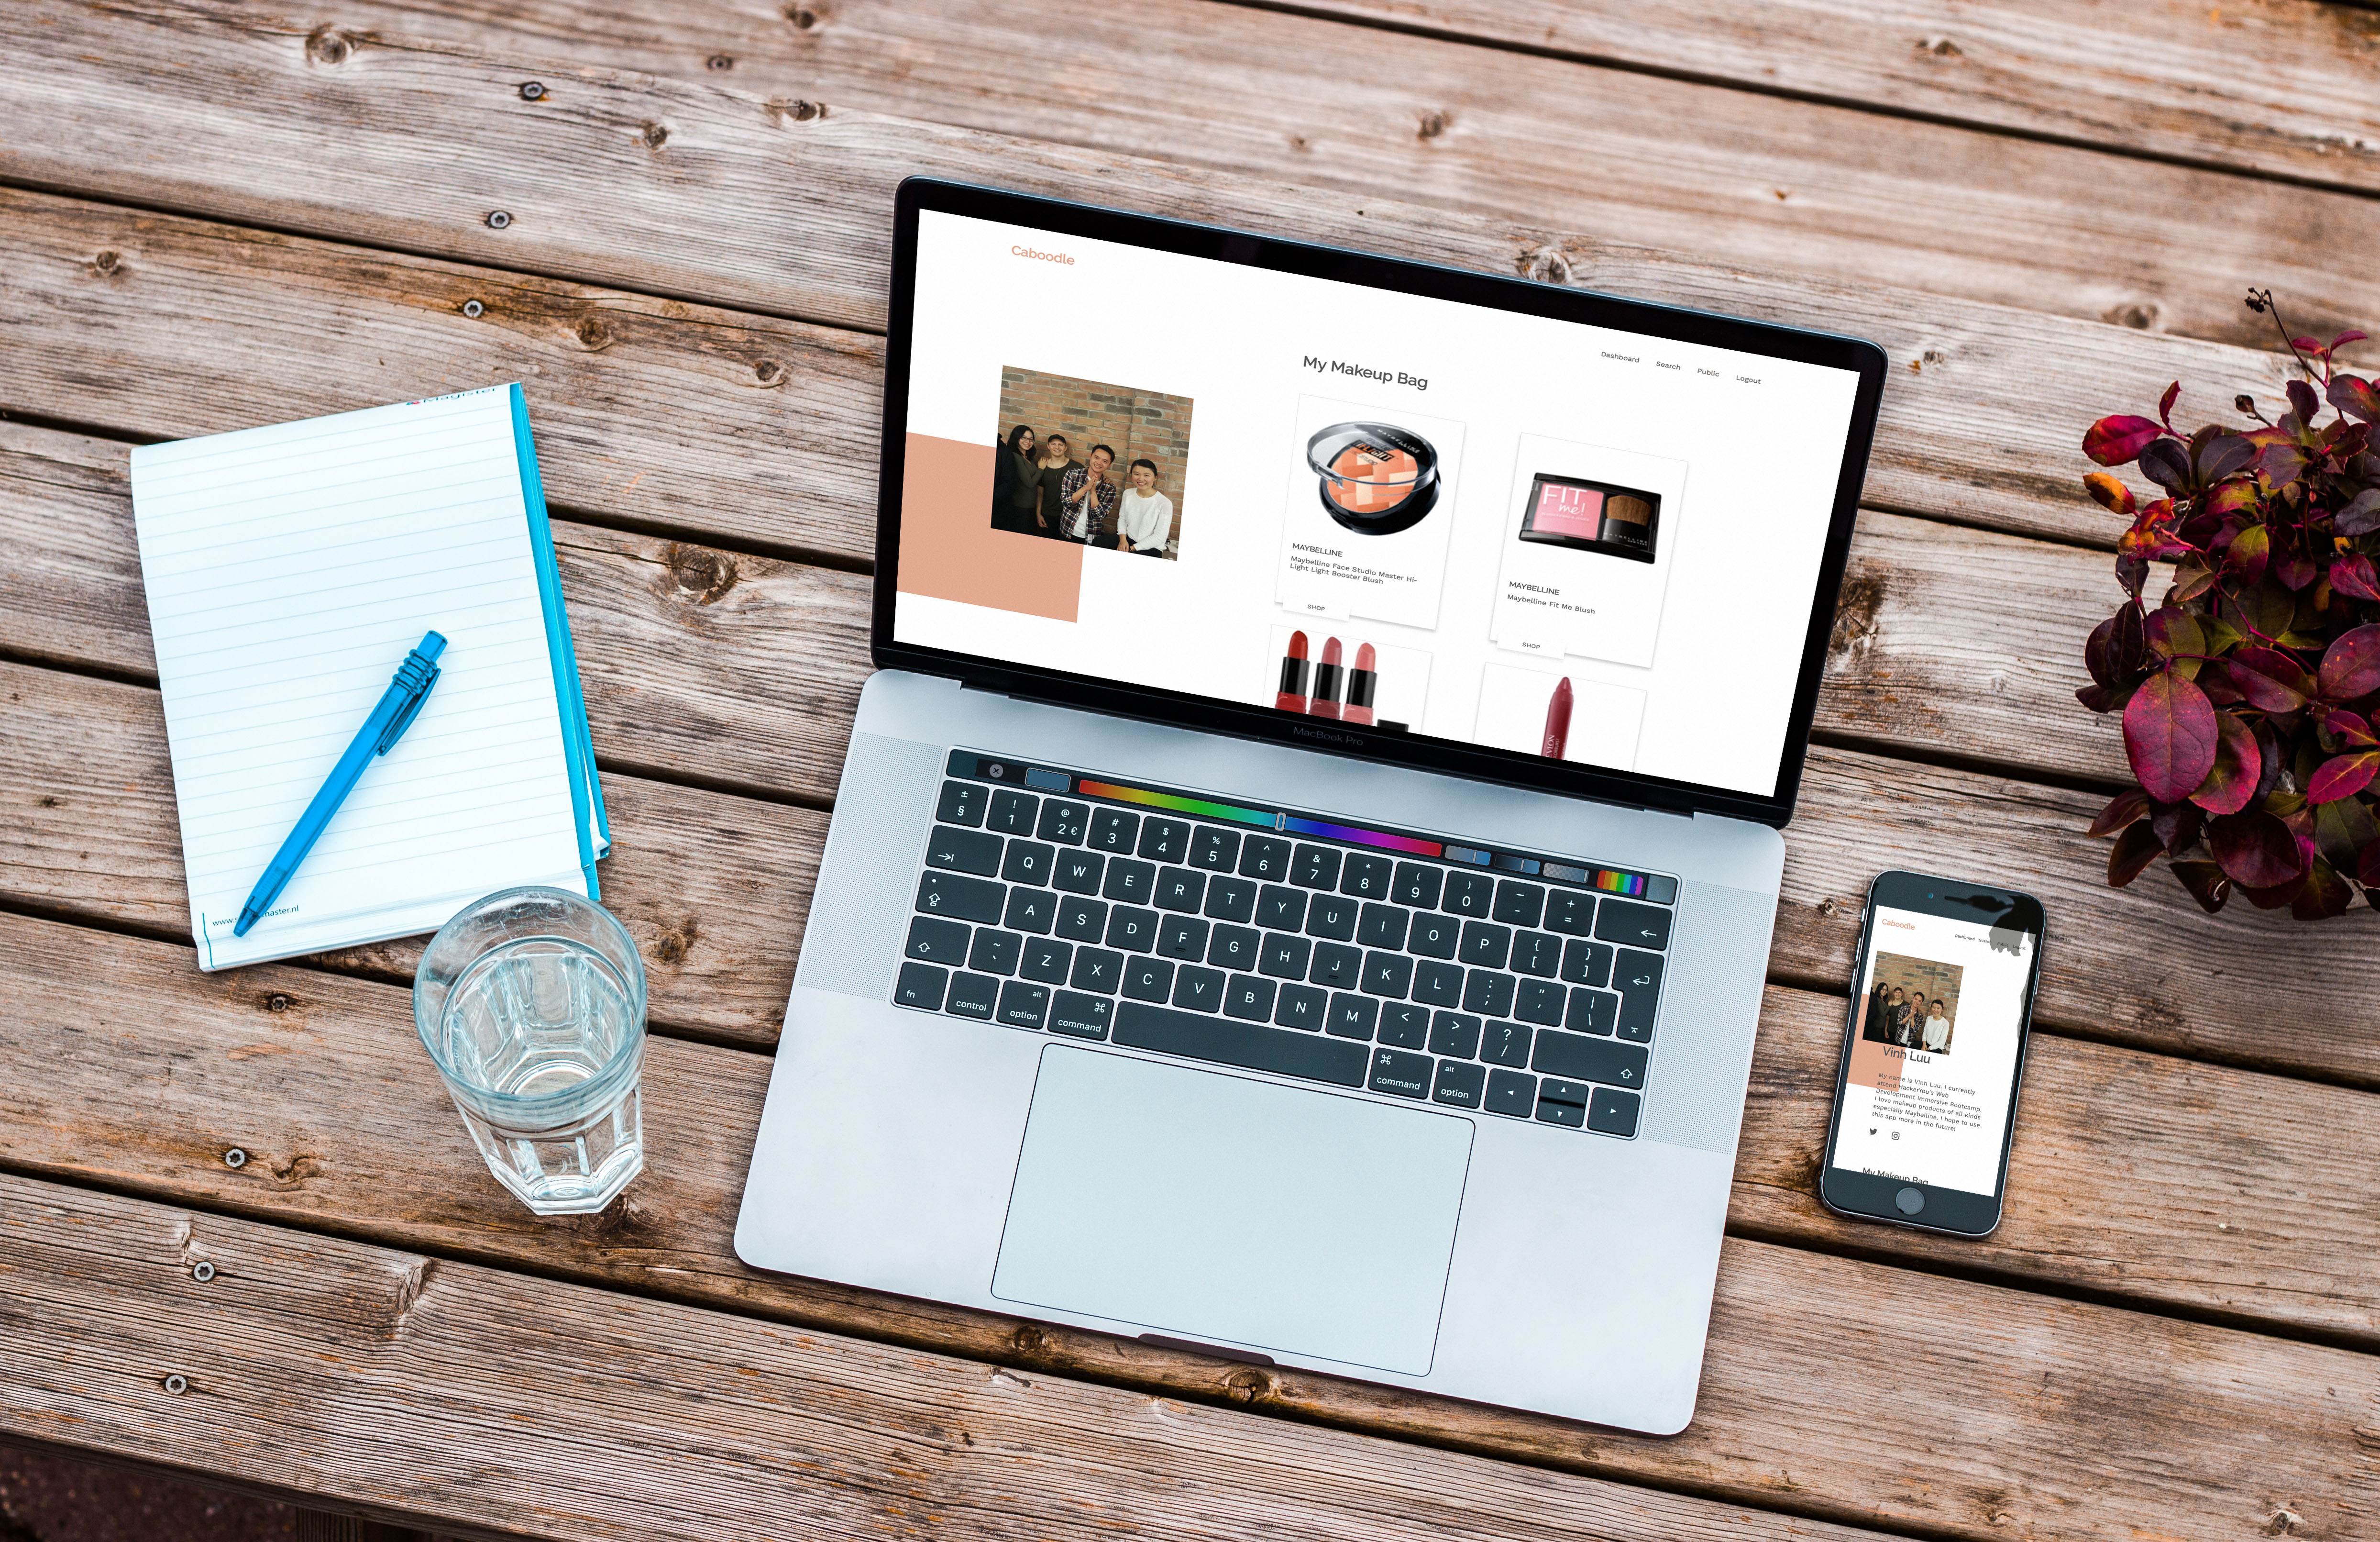 Magister
www.
master.nl
Caboodle
Dashboard Search Public Logout
My Makeup Bag
FIT
me!
MAYBELLINE
Maybelline Face Studio Master Hi-
Light Light Booster Blush
SHOP
MAYBELLINE
Maybelline Fit Me Blush
SHOP
MacBook Pro
± § ! 1 @ 2 € # 3 $ 4 % 5 ^ 6 & 7 * 8 ( 9 ) 0 _ - + =
Q W E R T Y U I O P { [ } ]
A S D F G H J K L : ; " ' | \
~ ` Z X C V B N M < , > . ? /
fn control alt option ⌘ command ⌘ command alt option
Caboodle
Dashboard
Vinh Luu
My name is Vinh Luu. I currently
attend HackerYou's Web
Development Immersive Bootcamp.
I love makeup products of all kinds
especially Maybelline. I hope to use
this app more in the future!
My Makeup Bag